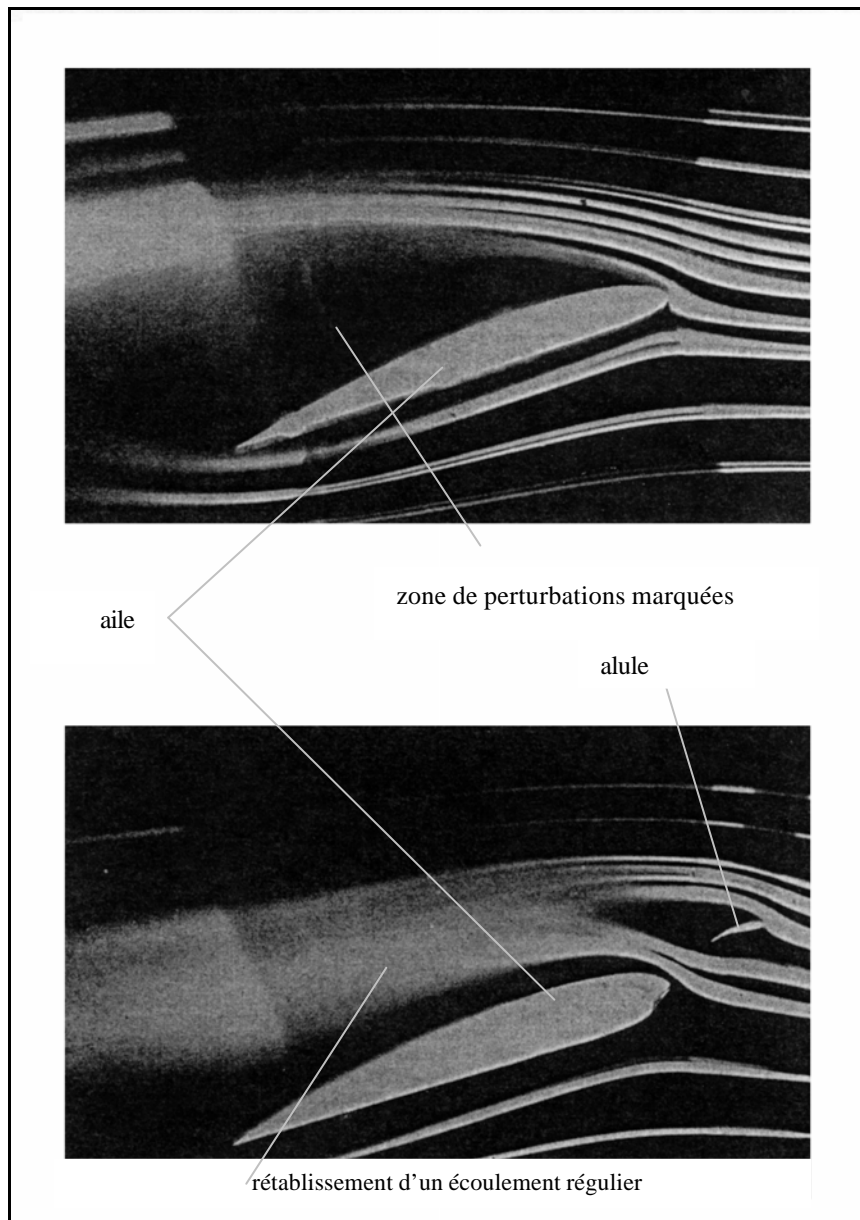 zone de perturbations marquées
aile
alule
rétablissement d’un écoulement régulier